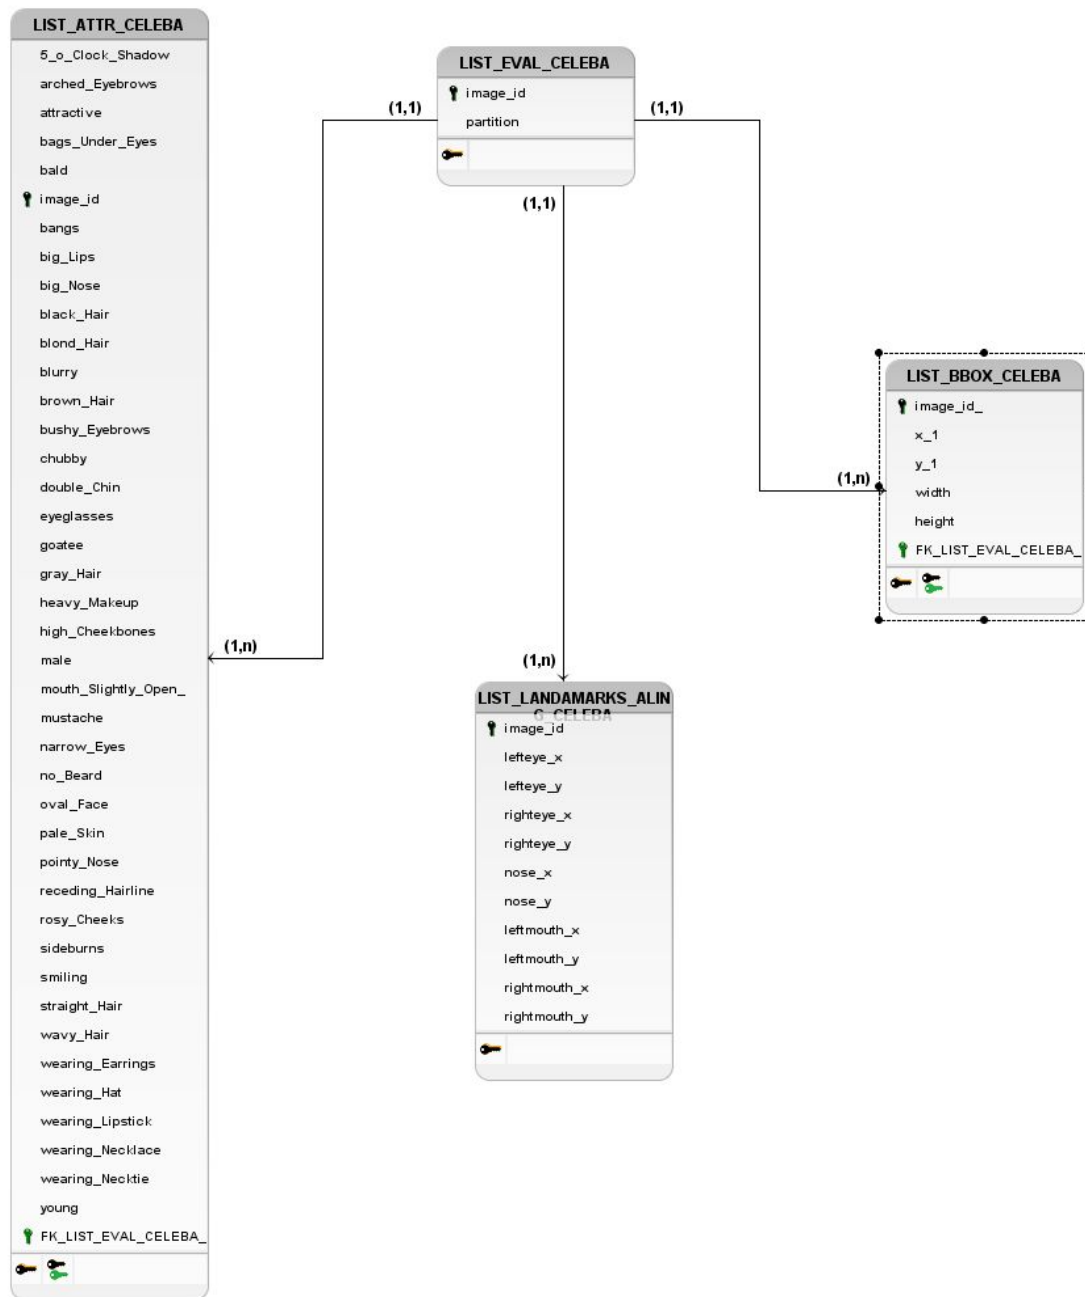 LIST_ATTR_CELEBA
5_o_Clock_Shadow
arched_Eyebrows
attractive
bags_Under_Eyes
bald
image_id
bangs
big_Lips
big_Nose
black_Hair
blond_Hair
blurry
brown_Hair
bushy_Eyebrows
chubby
double_Chin
eyeglasses
goatee
gray_Hair
heavy_Makeup
high_Cheekbones
male
mouth_Slightly_Open_
mustache
narrow_Eyes
no_Beard
oval_Face
pale_Skin
pointy_Nose
receding_Hairline
rosy_Cheeks
sideburns
smiling
straight_Hair
wavy_Hair
wearing_Earrings
wearing_Hat
wearing_Lipstick
wearing_Necklace
wearing_Necktie
young
FK_LIST_EVAL_CELEBA_
(1,n)
(1,1)
LIST_EVAL_CELEBA
image_id
partition
(1,1)
(1,1)
(1,n)
LIST_LANDAMARKS_ALIN
G_CELEBA
image_id
lefteye_x
lefteye_y
righteye_x
righteye_y
nose_x
nose_y
leftmouth_x
leftmouth_y
rightmouth_x
rightmouth_y
(1,n)
LIST_BBOX_CELEBA
image_id_
x_1
y_1
width
height
FK_LIST_EVAL_CELEBA_